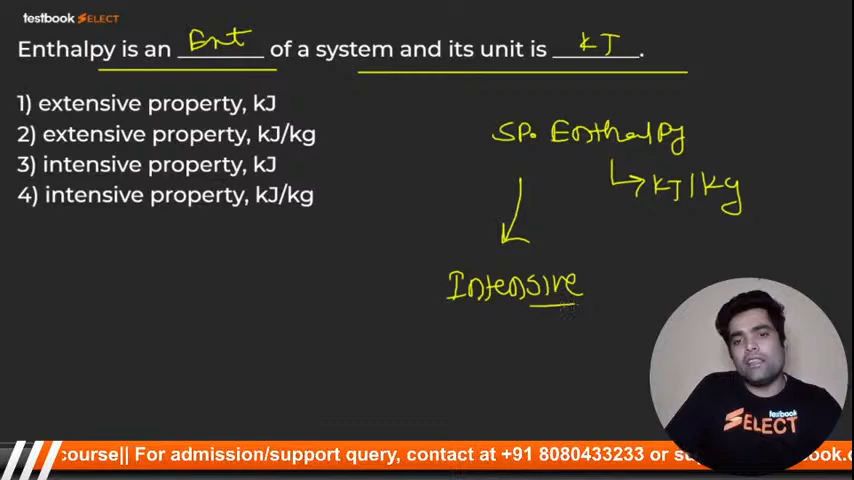 testbook SELECT
Enthalpy is an Ent of a system and its unit is KJ.
1) extensive property, kJ
2) extensive property, kJ/kg
3) intensive property, kJ
4) intensive property, kJ/kg
SP. Enthalpy
KJ/Kg
Intensive
testbook
SELECT
course|| For admission/support query, contact at +91 8080433233 or